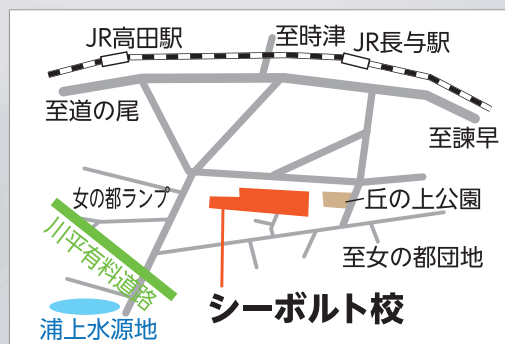 JR高田駅
至時津
JR長与駅
至道の尾
至諫早
女の都ランプ
丘の上公園
川平有料道路
至女の都団地
シーボルト校
浦上水源地